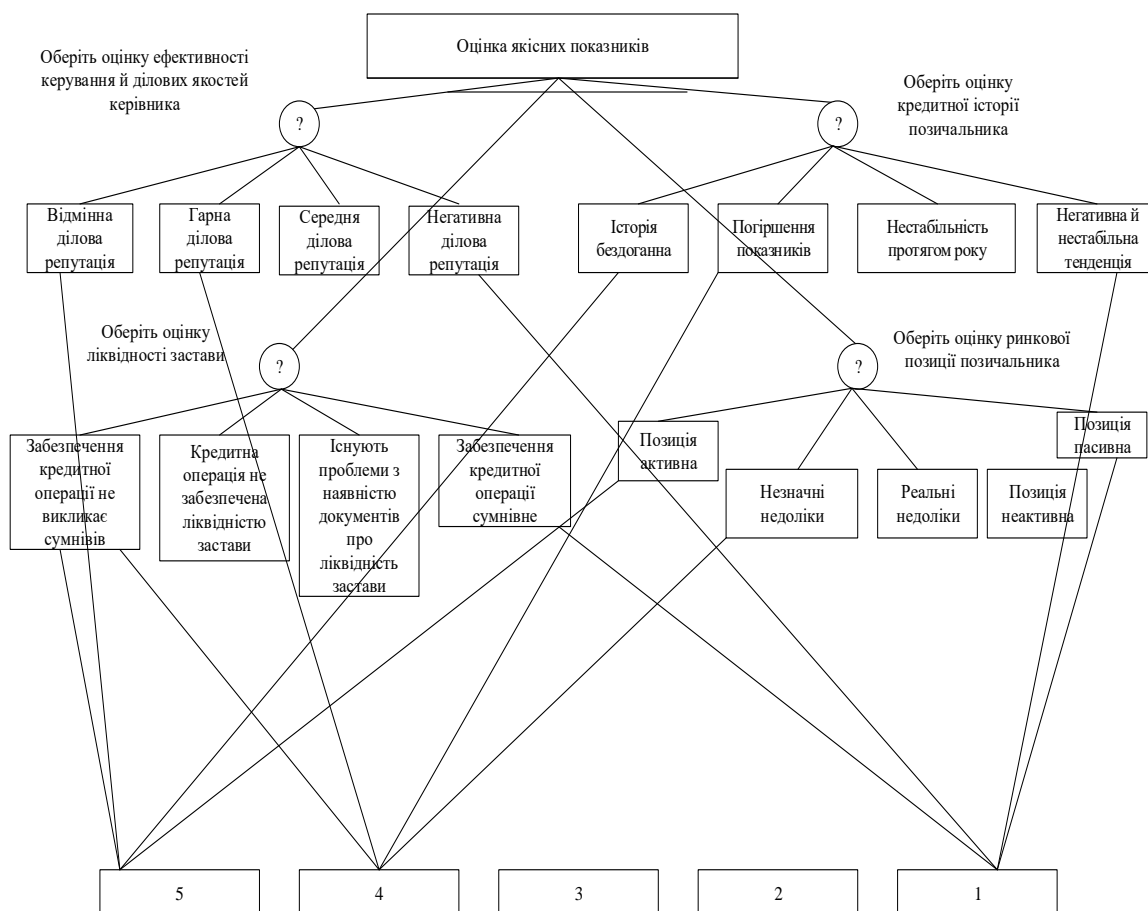 Оцінка якісних показників
Оберіть оцінку ефективності
керування й ділових якостей
керівника
Оберіть оцінку
кредитної історії
позичальника
?
?
Відмінна
ділова
репутація
Гарна
ділова
репутація
Середня
ділова
репутація
Негативна
ділова
репутація
Історія
бездоганна
Погіршення
показників
Нестабільність
протягом року
Негативна й
нестабільна
тенденція
Оберіть оцінку
ліквідності застави
?
Оберіть оцінку ринкової
позиції позичальника
?
Забезпечення
кредитної
операції не
викликає
сумнівів
Кредитна
операція не
забезпечена
ліквідністю
застави
Існують
проблеми з
наявністю
документів
про
ліквідність
застави
Забезпечення
кредитної
операції
сумнівне
Позиція
активна
Незначні
недоліки
Реальні
недоліки
Позиція
неактивна
Позиція
пасивна
5
4
3
2
1